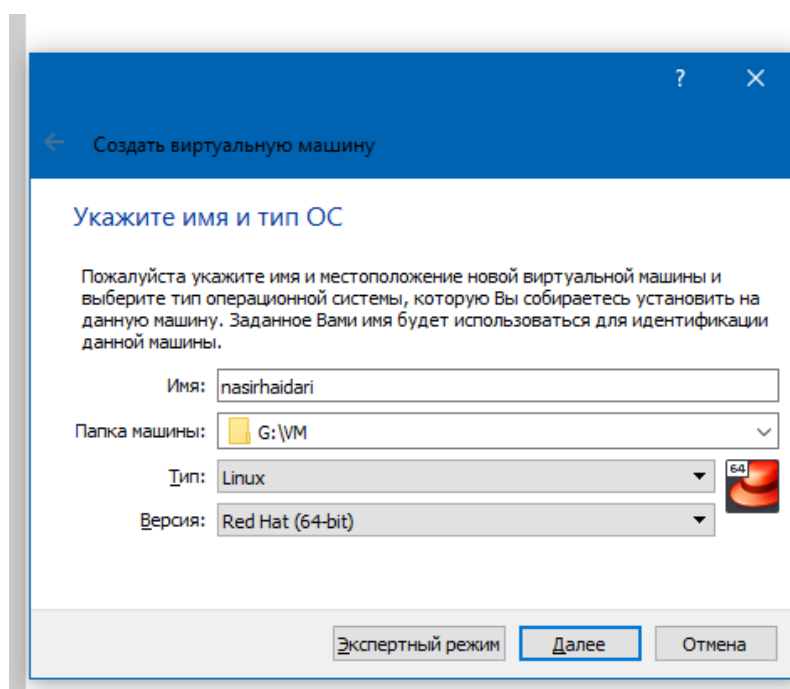 ?
Создать виртуальную машину
Укажите имя и тип ОС
Пожалуйста укажите имя и местоположение новой виртуальной машины и
выберите тип операционной системы, которую Вы собираетесь установить на
данную машину. Заданное Вами имя будет использоваться для идентификации
данной машины.
Имя: nasirhaidari
Папка машины: G:\VM
Тип: Linux
64
Версия: Red Hat (64-bit)
Экспертный режим Далее Отмена